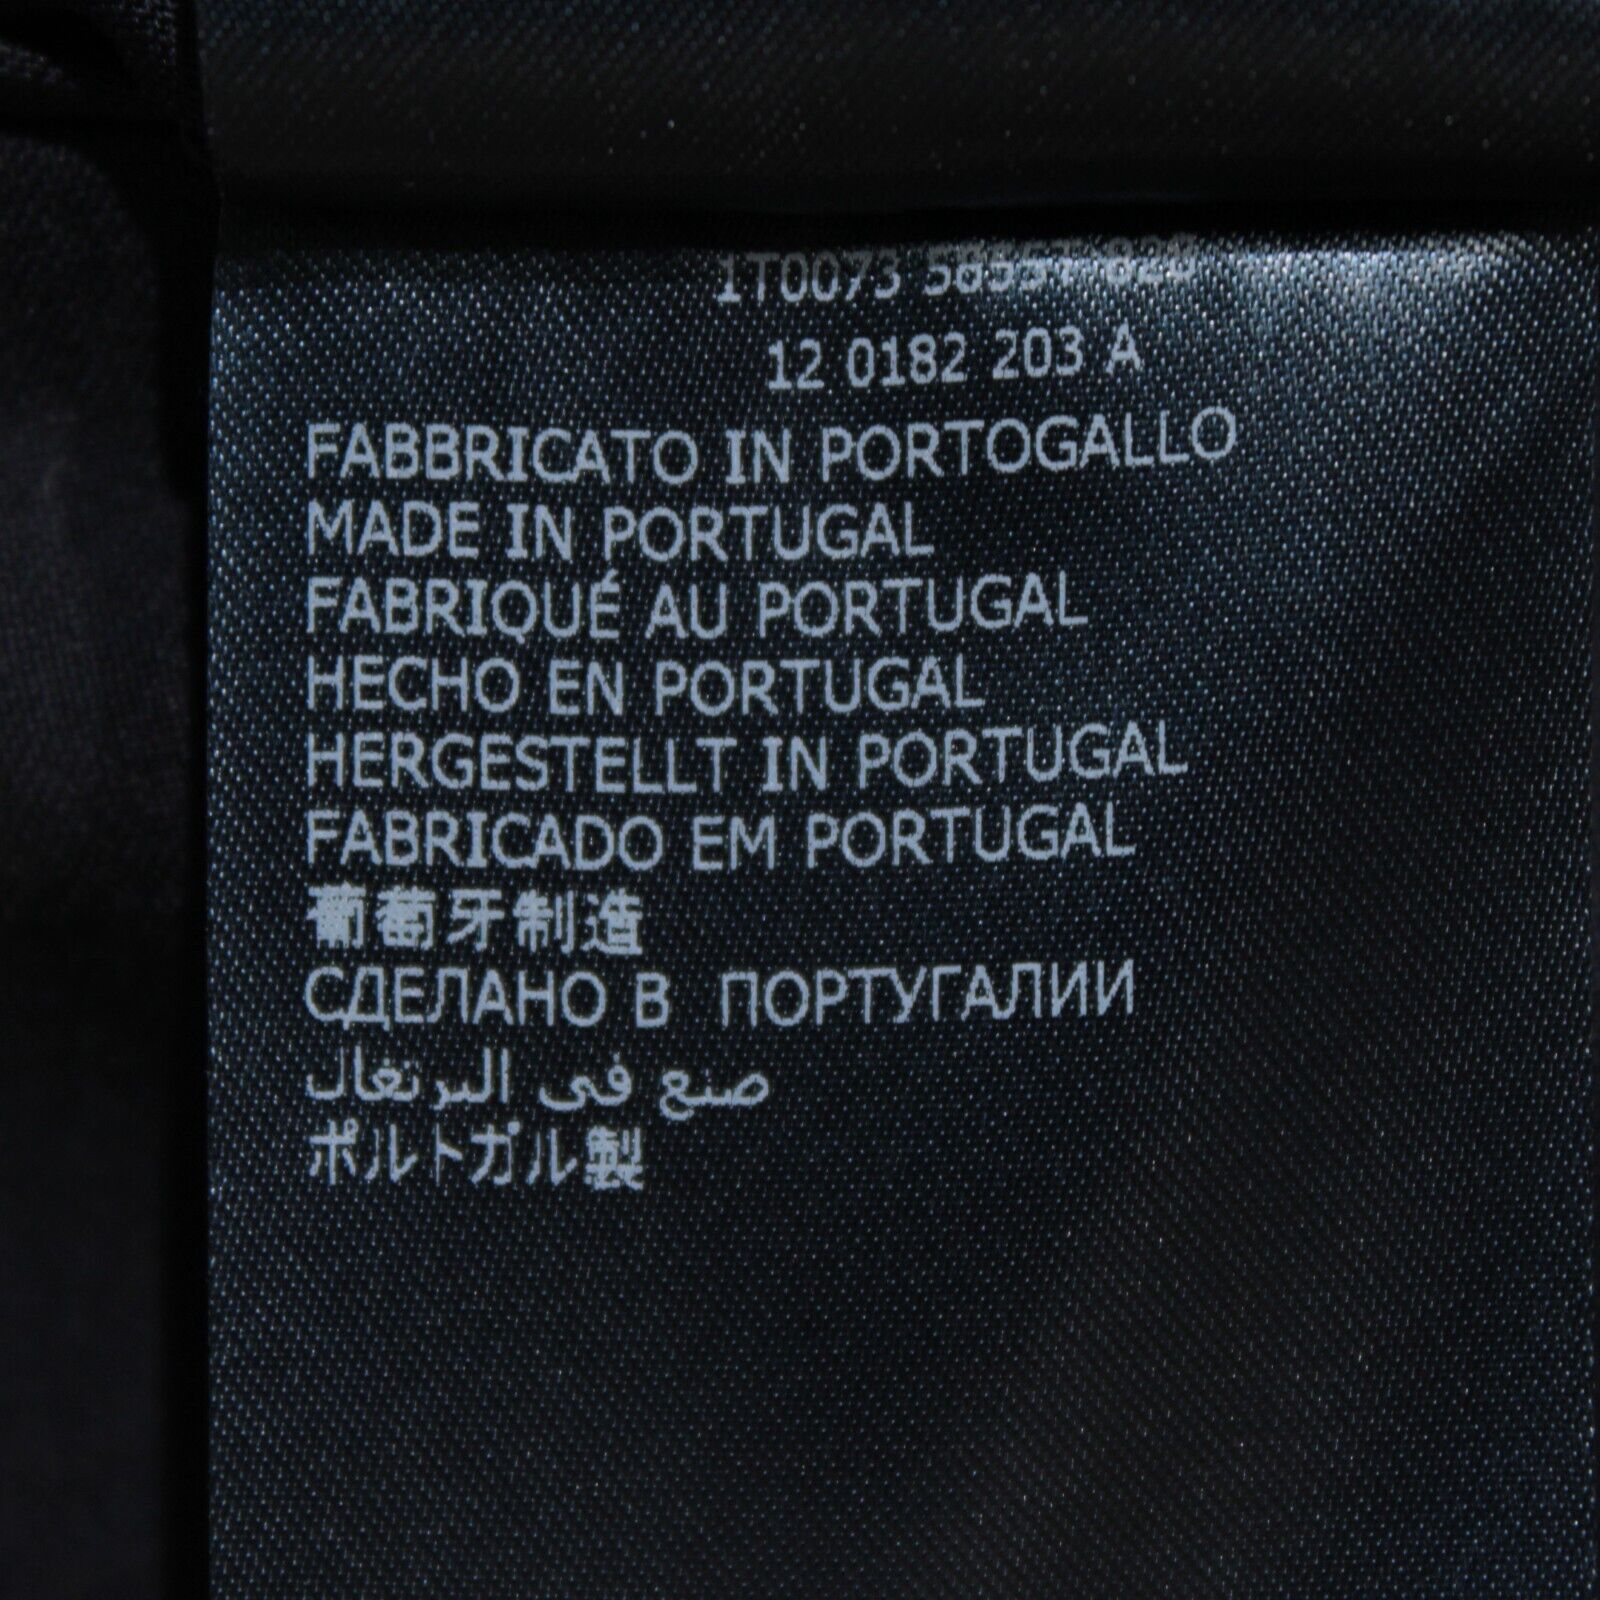 1T0073
12 0182 203 A
FABBRICATO IN PORTOGALLO
MADE IN PORTUGAL
FABRIQUÉ AU PORTUGAL
HECHO EN PORTUGAL
HERGESTELLT IN PORTUGAL
FABRICADO EM PORTUGAL
葡萄牙制造
СДЕЛАНО В ПОРТУГАЛИИ
صنع فى البرتغال
ポルトガル製